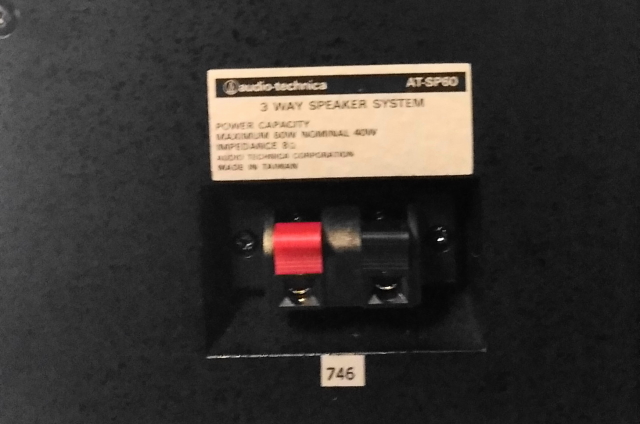 audio-technica AT-SP60
3 WAY SPEAKER SYSTEM
POWER CAPACITY
MAXIMUM 60W NOMINAL 40W
IMPEDANCE 8Ω
AUDIO TECHNICA CORPORATION
MADE IN TAIWAN
746